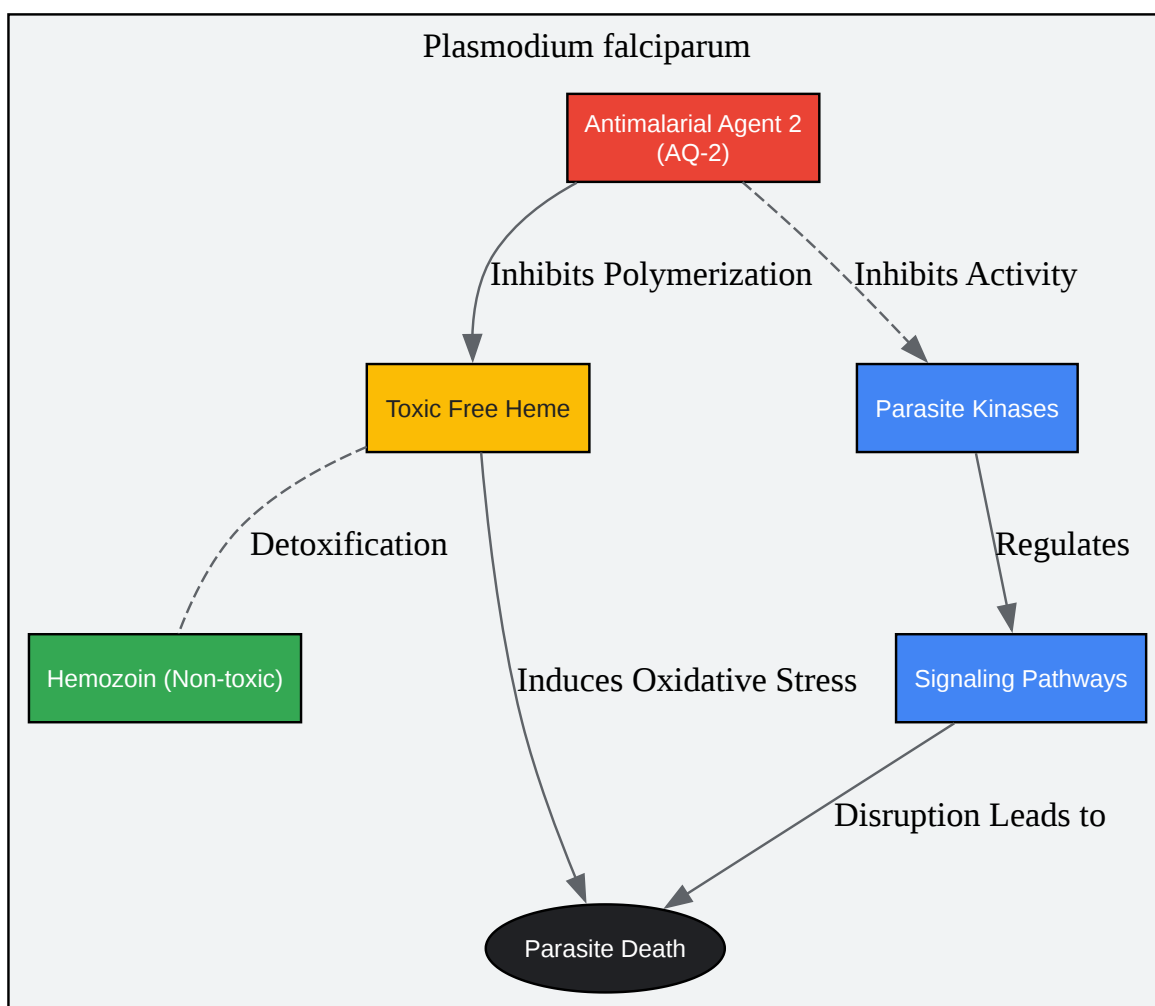 Plasmodium falciparum
Antimalarial Agent 2
(AQ-2)
Inhibits Polymerization
Inhibits Activity
Toxic Free Heme
Parasite Kinases
Detoxification
Regulates
Hemozoin (Non-toxic)
Induces Oxidative Stress
Signaling Pathways
Disruption Leads to
Parasite Death